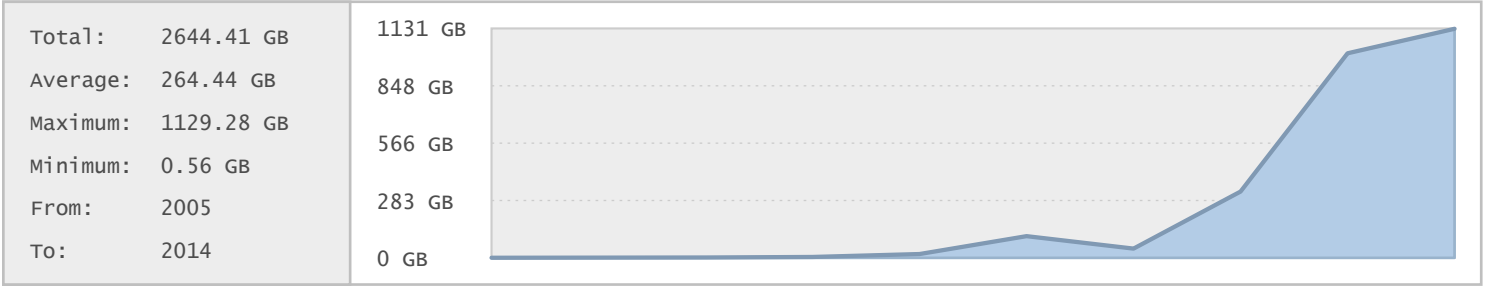 Total: 2644.41 GB
Average: 264.44 GB
Maximum: 1129.28 GB
Minimum: 0.56 GB
From: 2005
To: 2014
1131 GB
848 GB
566 GB
283 GB
0 GB